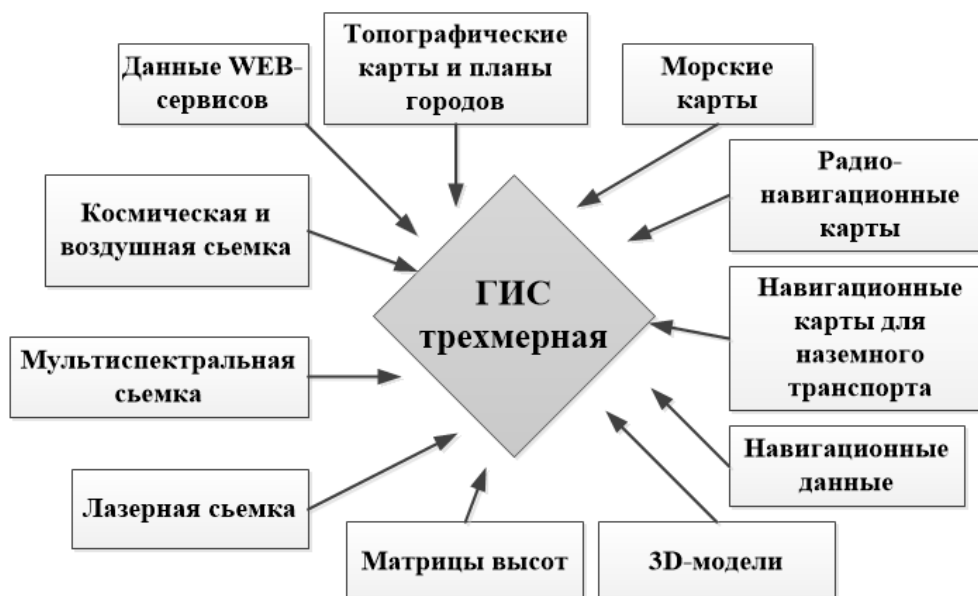 Данные WEB-
сервисов
Топографические
карты и планы
городов
Морские
карты
Космическая и
воздушная сьемка
Радио-
навигационные
карты
ГИС
трехмерная
Навигационные
карты для
наземного
транспорта
Мультиспектральная
сьемка
Навигационные
данные
Лазерная сьемка
Матрицы высот
3D-модели